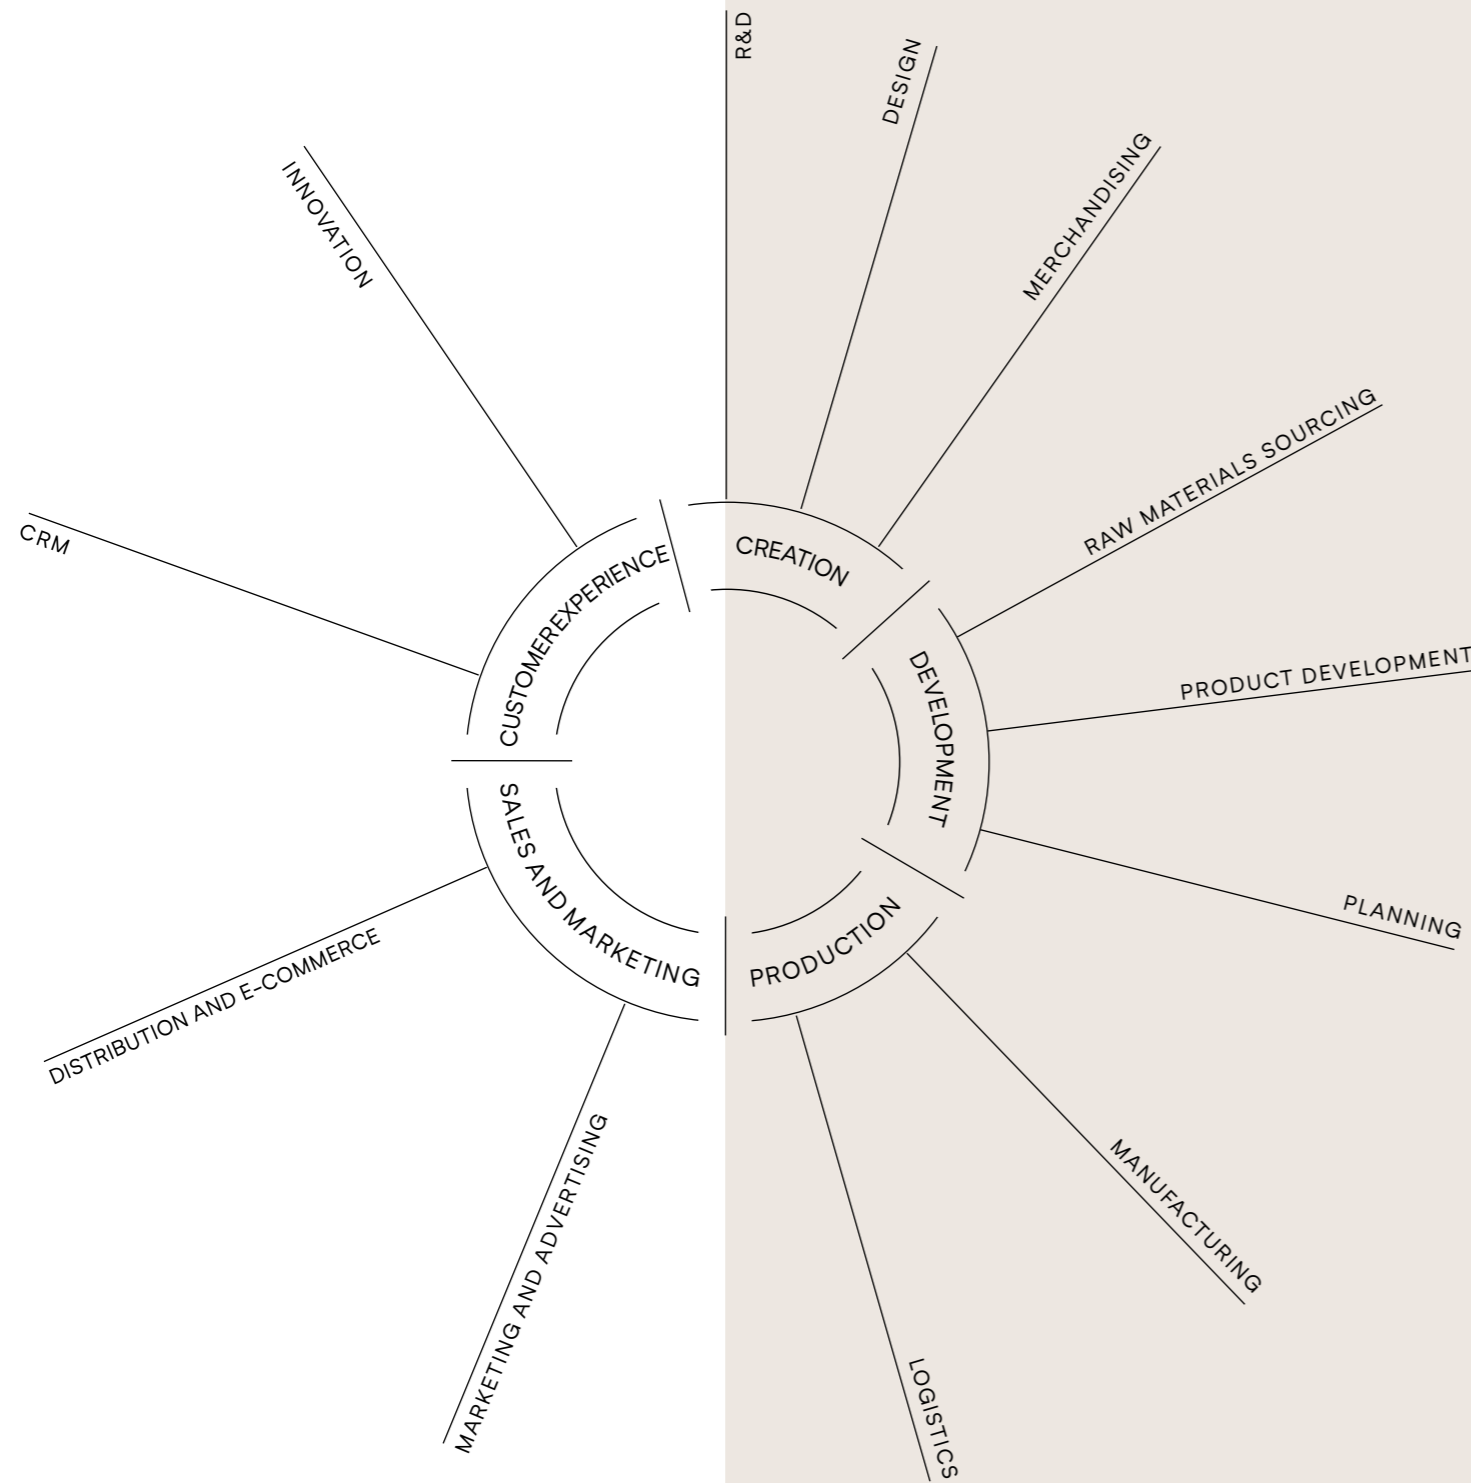 R&D
DESIGN
MERCHANDISING
RAW MATERIALS SOURCING
PRODUCT DEVELOPMENT
PLANNING
MANUFACTURING
LOGISTICS
MARKETING AND ADVERTISING
DISTRIBUTION AND E-COMMERCE
CRM
INNOVATION
CREATION
DEVELOPMENT
PRODUCTION
SALES AND MARKETING
CUSTOMEREXPERIENCE